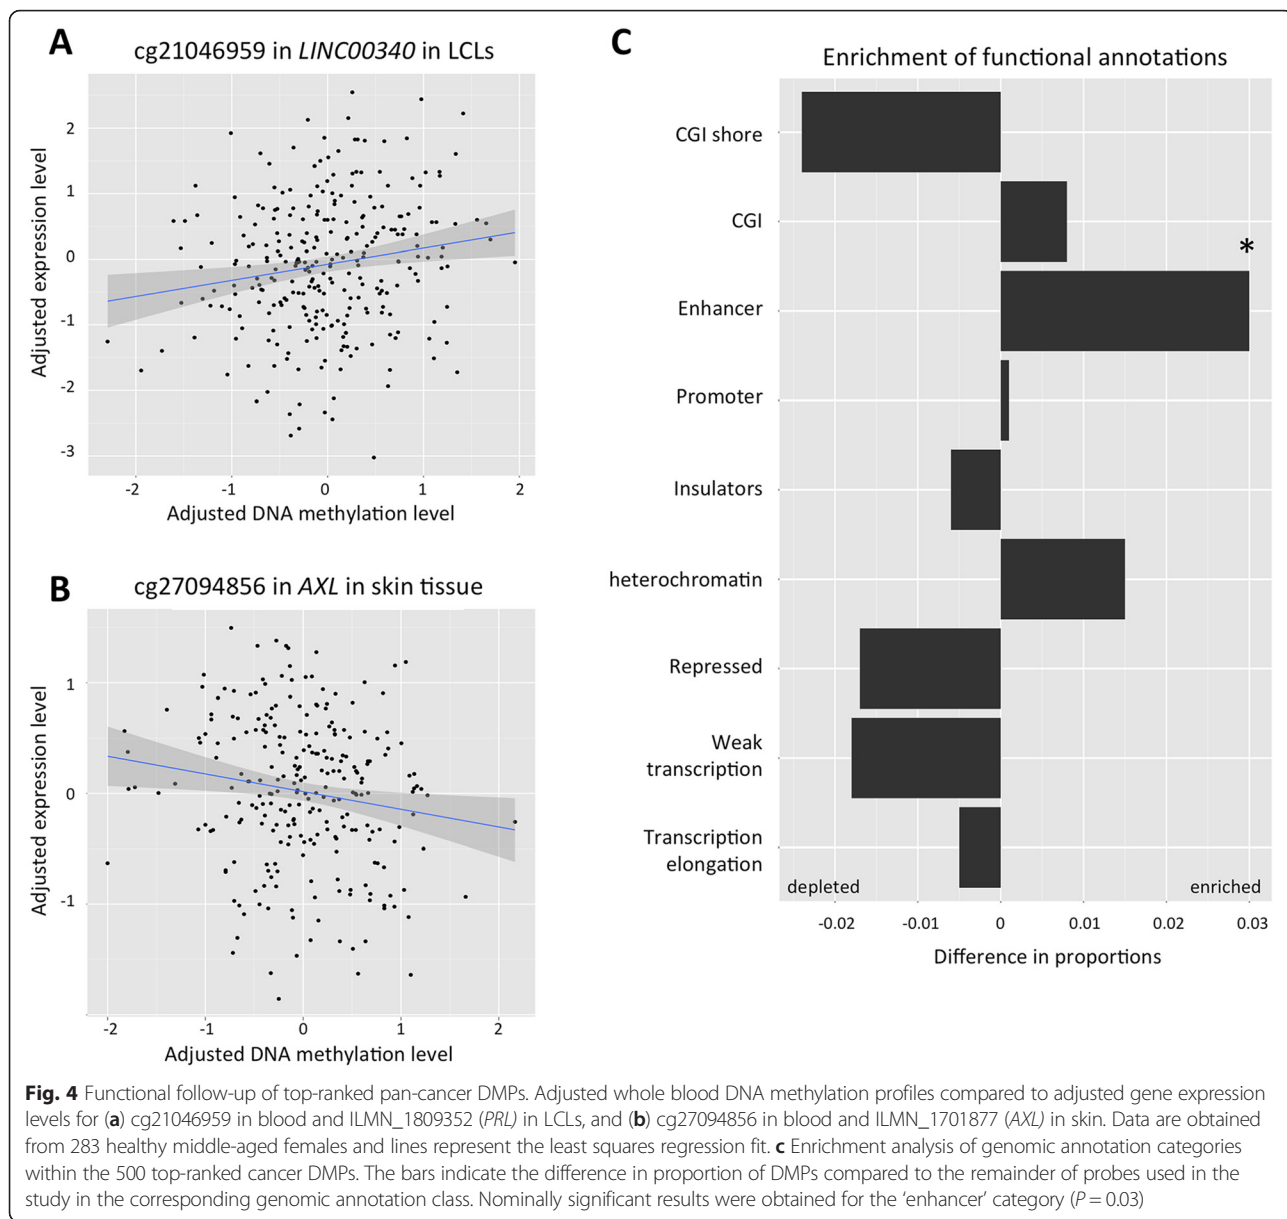 A
cg21046959 in LINC00340 in LCLs
Adjusted expression level
2
1
0
-1
-2
-3
-2
-1
0
1
2
Adjusted DNA methylation level
B
cg27094856 in AXL in skin tissue
Adjusted expression level
1
0
-1
-2
-1
0
1
2
Adjusted DNA methylation level
C
Enrichment of functional annotations
CGI shore
CGI
*
Enhancer
Promoter
Insulators
heterochromatin
Repressed
Weak
transcription
Transcription
elongation
depleted
enriched
-0.02
-0.01
0
0.01
0.02
0.03
Difference in proportions
Fig. 4 Functional follow-up of top-ranked pan-cancer DMPs. Adjusted whole blood DNA methylation profiles compared to adjusted gene expression
levels for (a) cg21046959 in blood and ILMN_1809352 (PRL) in LCLs, and (b) cg27094856 in blood and ILMN_1701877 (AXL) in skin. Data are obtained
from 283 healthy middle-aged females and lines represent the least squares regression fit. c Enrichment analysis of genomic annotation categories
within the 500 top-ranked cancer DMPs. The bars indicate the difference in proportion of DMPs compared to the remainder of probes used in the
study in the corresponding genomic annotation class. Nominally significant results were obtained for the ‘enhancer’ category (P = 0.03)